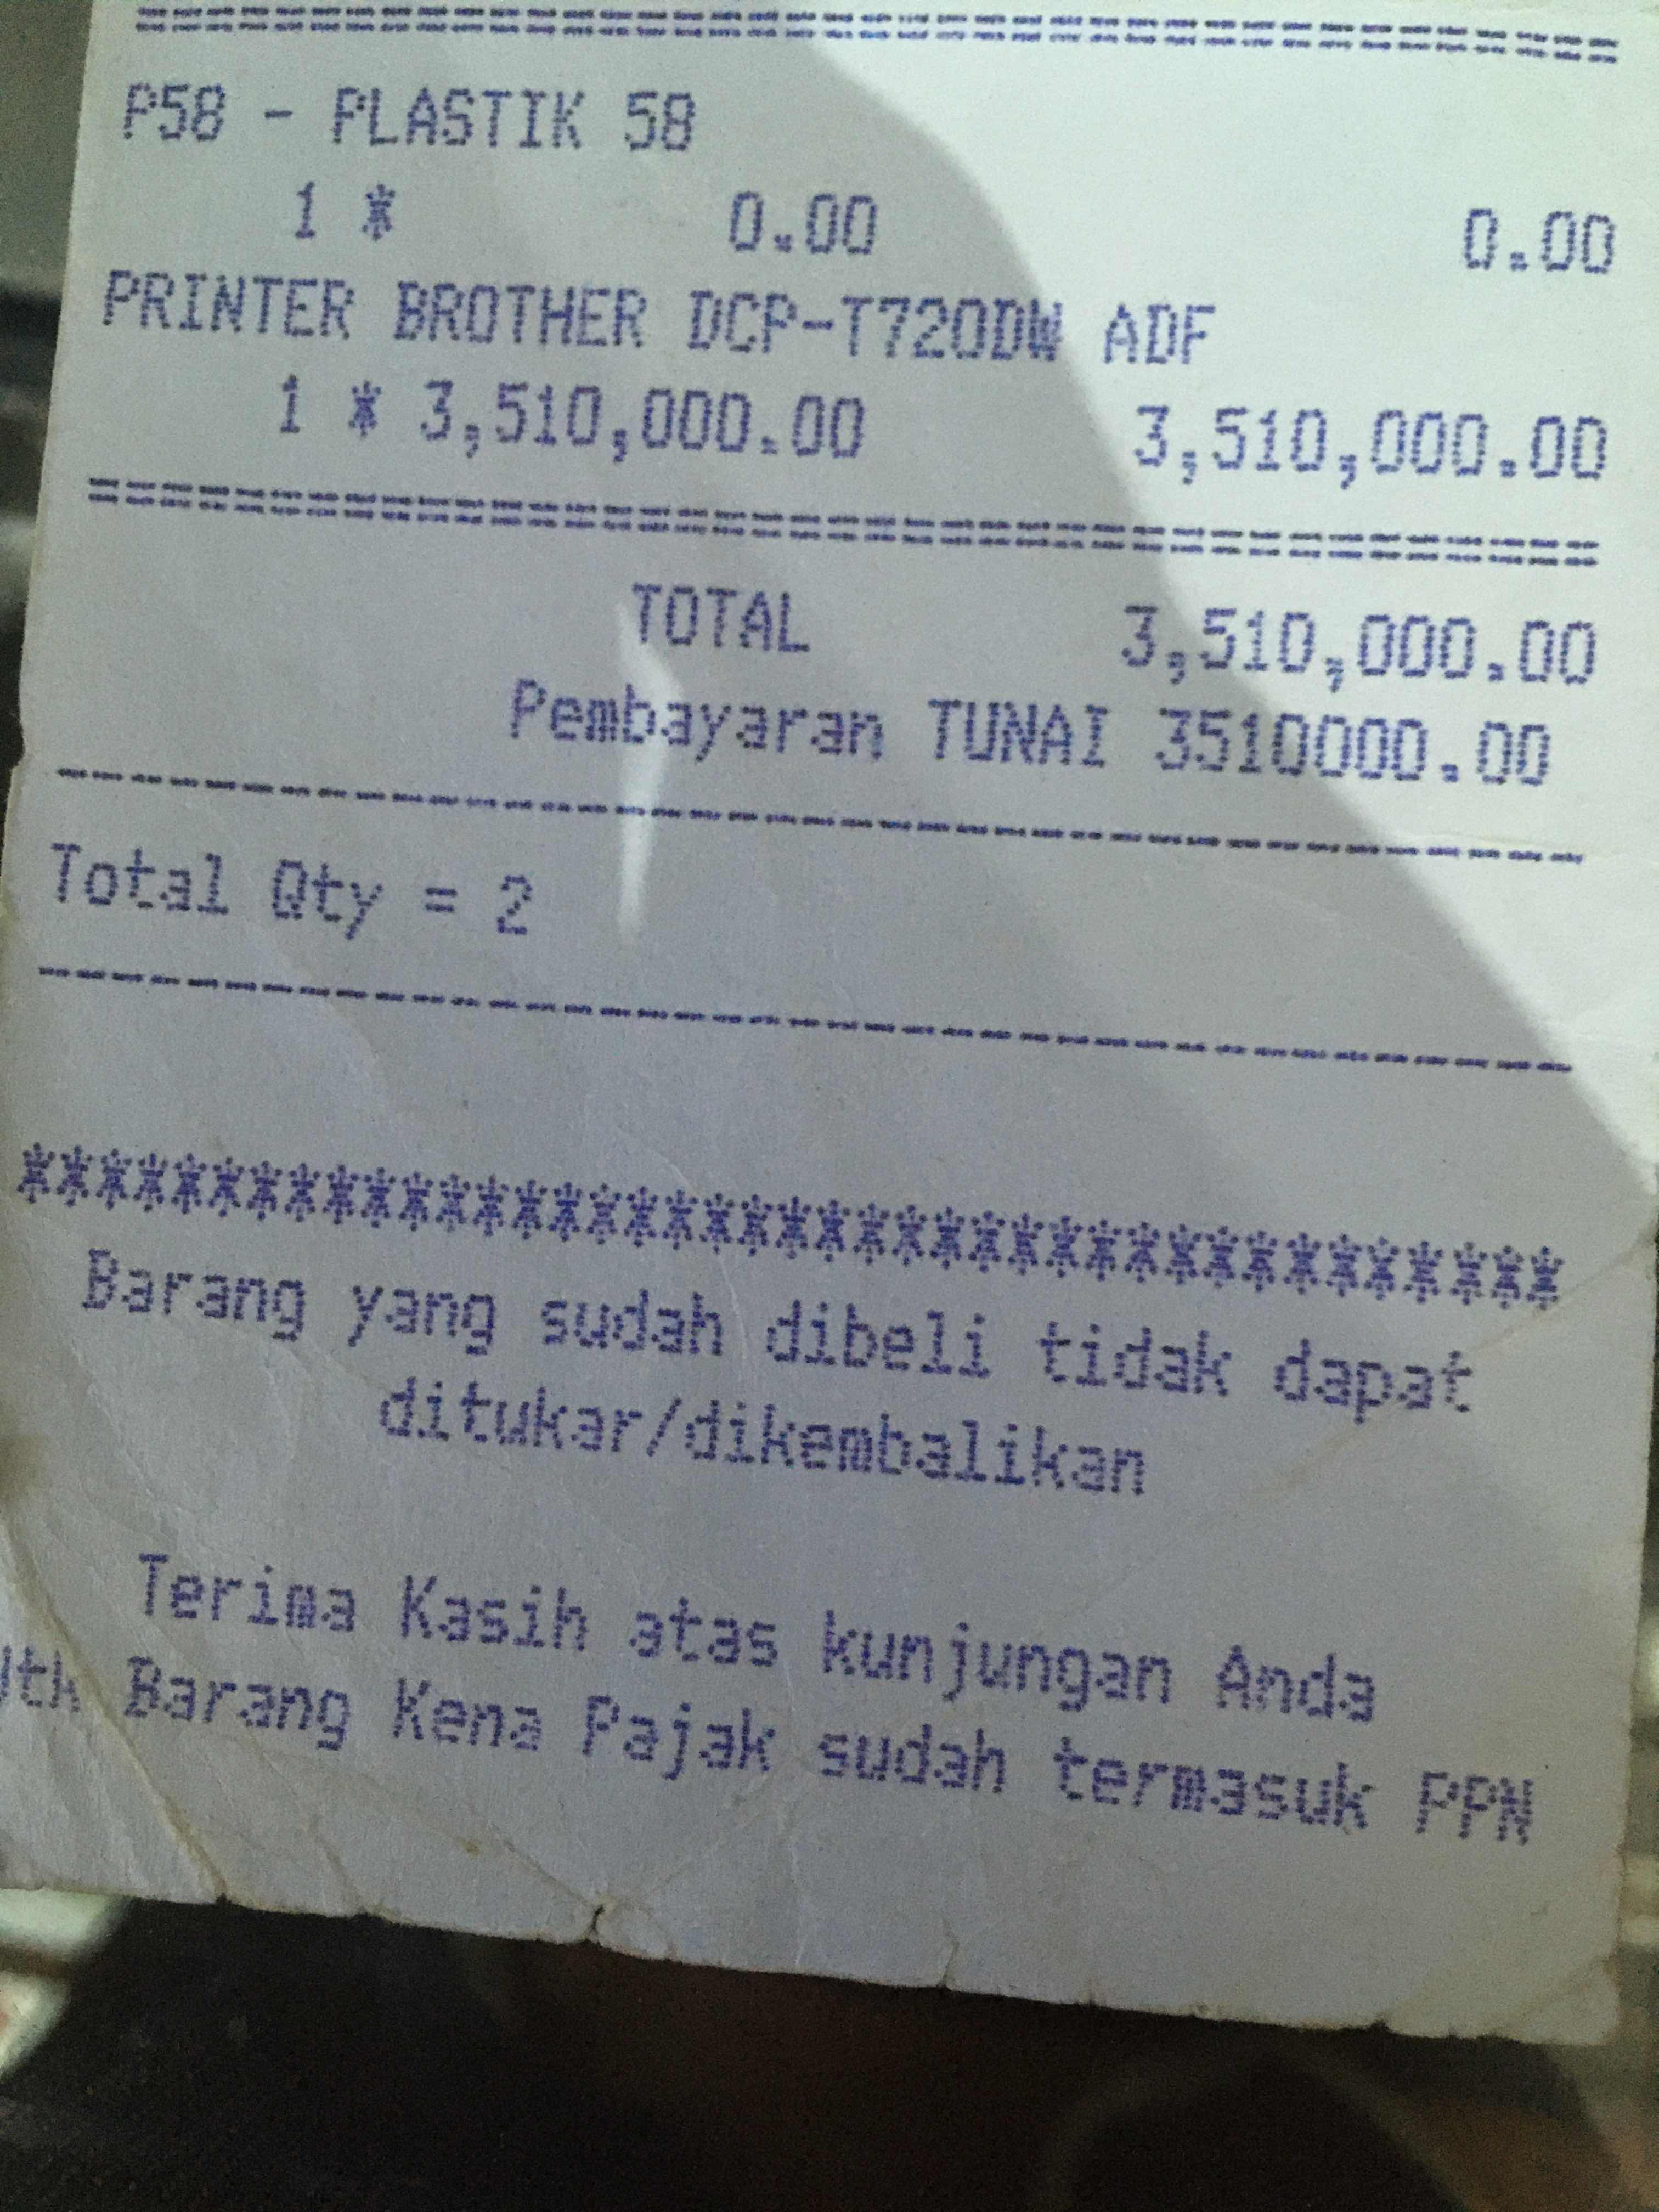 P58 - PLASTIK 58
1 * 0.00 0.00
PRINTER BROTHER DCP-T720DW ADF
1 * 3,510,000.00 3,510,000.00
TOTAL 3,510,000.00
Pembayaran TUNAI 3510000.00
Total Qty = 2
Barang yang sudah dibeli tidak dapat
ditukar/dikembalikan
Terima Kasih atas kunjungan Anda
Barang Kena Pajak sudah termasuk PPN